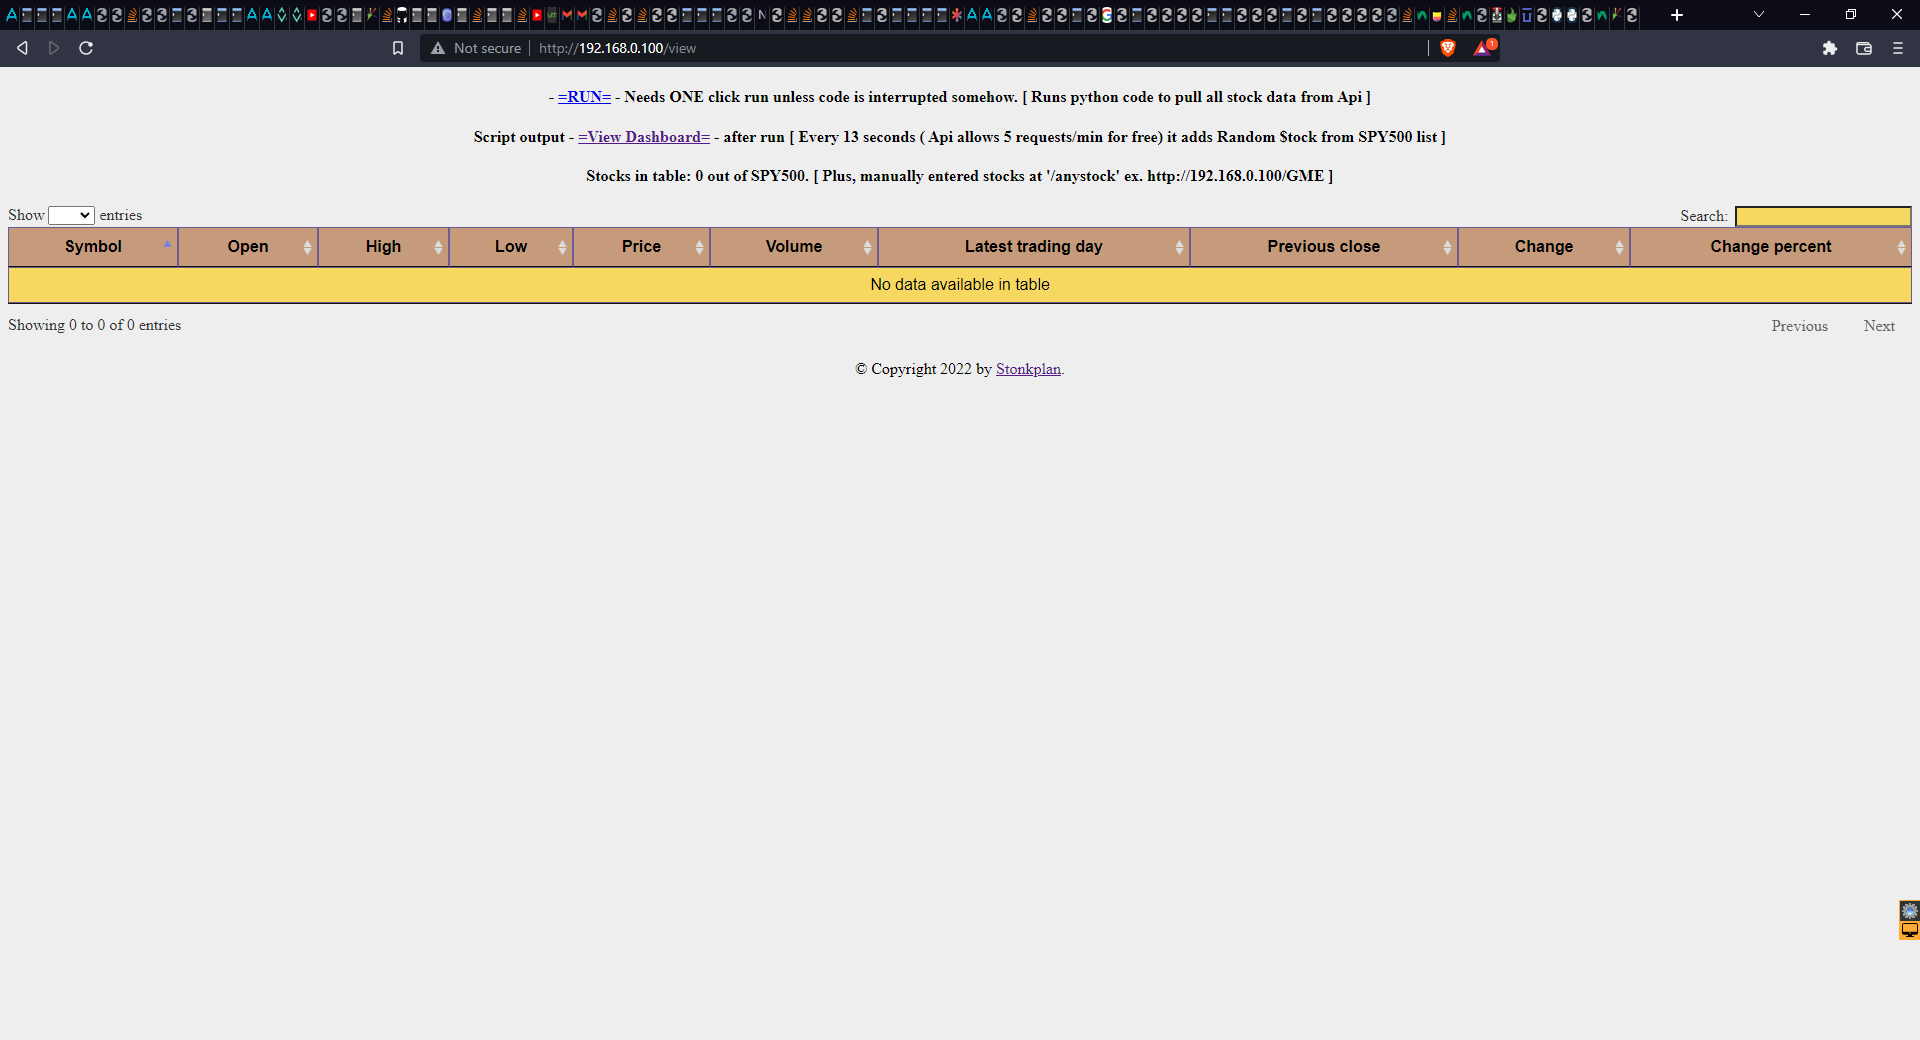 Not secure http://192.168.0.100/view 1
- =RUN= - Needs ONE click run unless code is interrupted somehow. [ Runs python code to pull all stock data from Api ]
Script output - =View Dashboard= - after run [ Every 13 seconds ( Api allows 5 requests/min for free) it adds Random $tock from SPY500 list ]
Stocks in table: 0 out of SPY500. [ Plus, manually entered stocks at '/anystock' ex. http://192.168.0.100/GME ]
Show entries Search:
Symbol Open High Low Price Volume Latest trading day Previous close Change Change percent
No data available in table
Showing 0 to 0 of 0 entries Previous Next
© Copyright 2022 by Stonkplan.